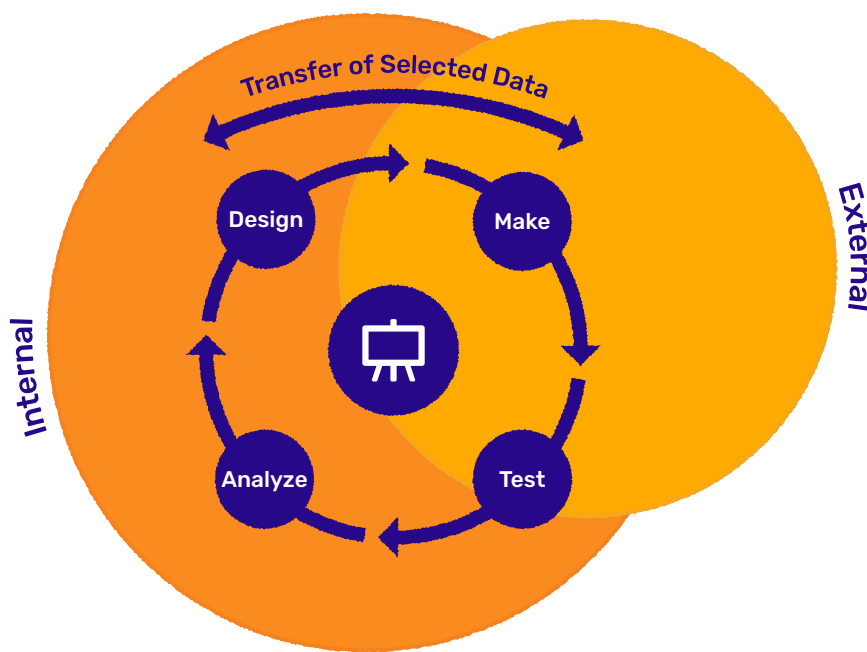 Transfer of Selected Data
Design
Make
External
Internal
Analyze
Test